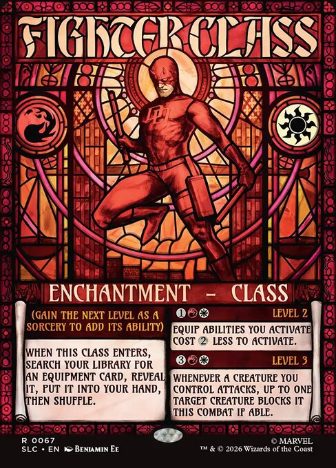 FIGHTER CLASS
ENCHANTMENT – CLASS
(GAIN THE NEXT LEVEL AS A
SORCERY TO ADD ITS ABILITY)
WHEN THIS CLASS ENTERS,
SEARCH YOUR LIBRARY FOR
AN EQUIPMENT CARD, REVEAL
IT, PUT IT INTO YOUR HAND,
THEN SHUFFLE.
1 LEVEL 2
EQUIP ABILITIES YOU ACTIVATE
COST 2 LESS TO ACTIVATE.
3 LEVEL 3
WHENEVER A CREATURE YOU
CONTROL ATTACKS, UP TO ONE
TARGET CREATURE BLOCKS IT
THIS COMBAT IF ABLE.
R 0067
SLC • EN BENJAMIN EE
© MARVEL
™ & © 2026 Wizards of the Coast